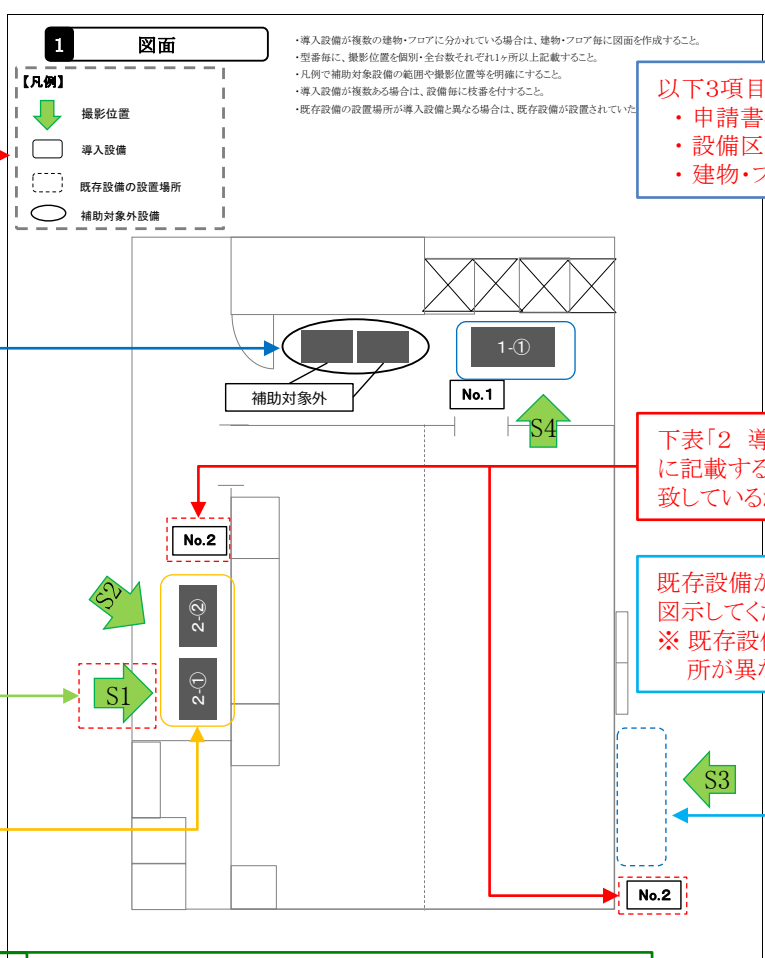 1 図面
・導入設備が複数の建物・フロアに分かれている場合は、建物・フロア毎に図面を作成すること。
・型番毎に、撮影位置を個別・全台数それぞれ1ヶ所以上記載すること。
・凡例で補助対象設備の範囲や撮影位置等を明確にすること。
・導入設備が複数ある場合は、設備毎に枝番を付すること。
・既存設備の設置場所が導入設備と異なる場合は、既存設備が設置されていた
【凡例】
撮影位置
導入設備
既存設備の設置場所
補助対象外設備
以下3項目
・ 申請書
・ 設備区
・ 建物・フ
1-①
補助対象外
No.1
S4
下表「2 導
に記載する
致している
No.2
S2
2-②
2-①
S1
既存設備が
図示してくだ
※ 既存設備
所が異な
S3
No.2